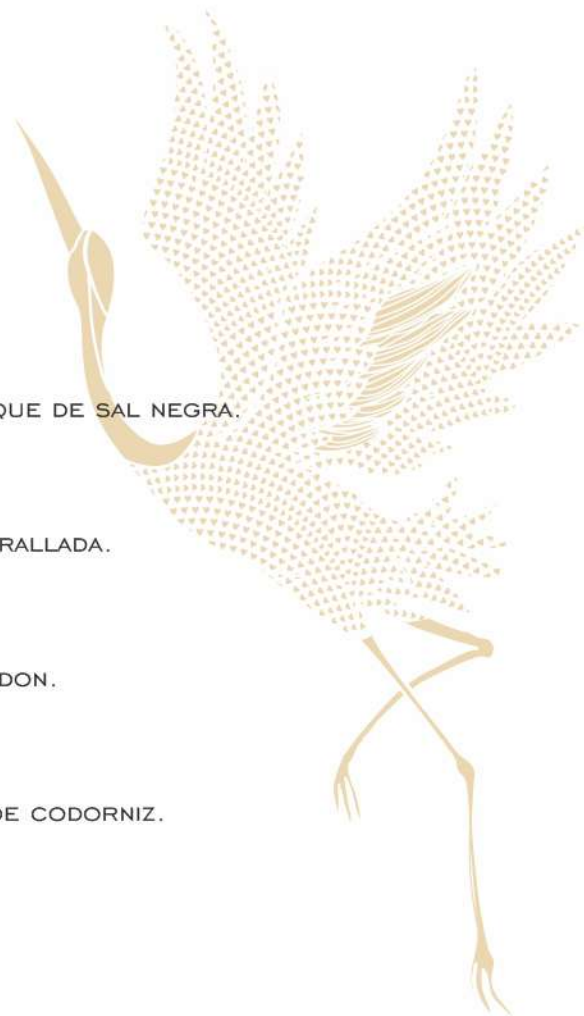 QUE DE SAL NEGRA.
RALLADA.
DON.
DE CODORNIZ.